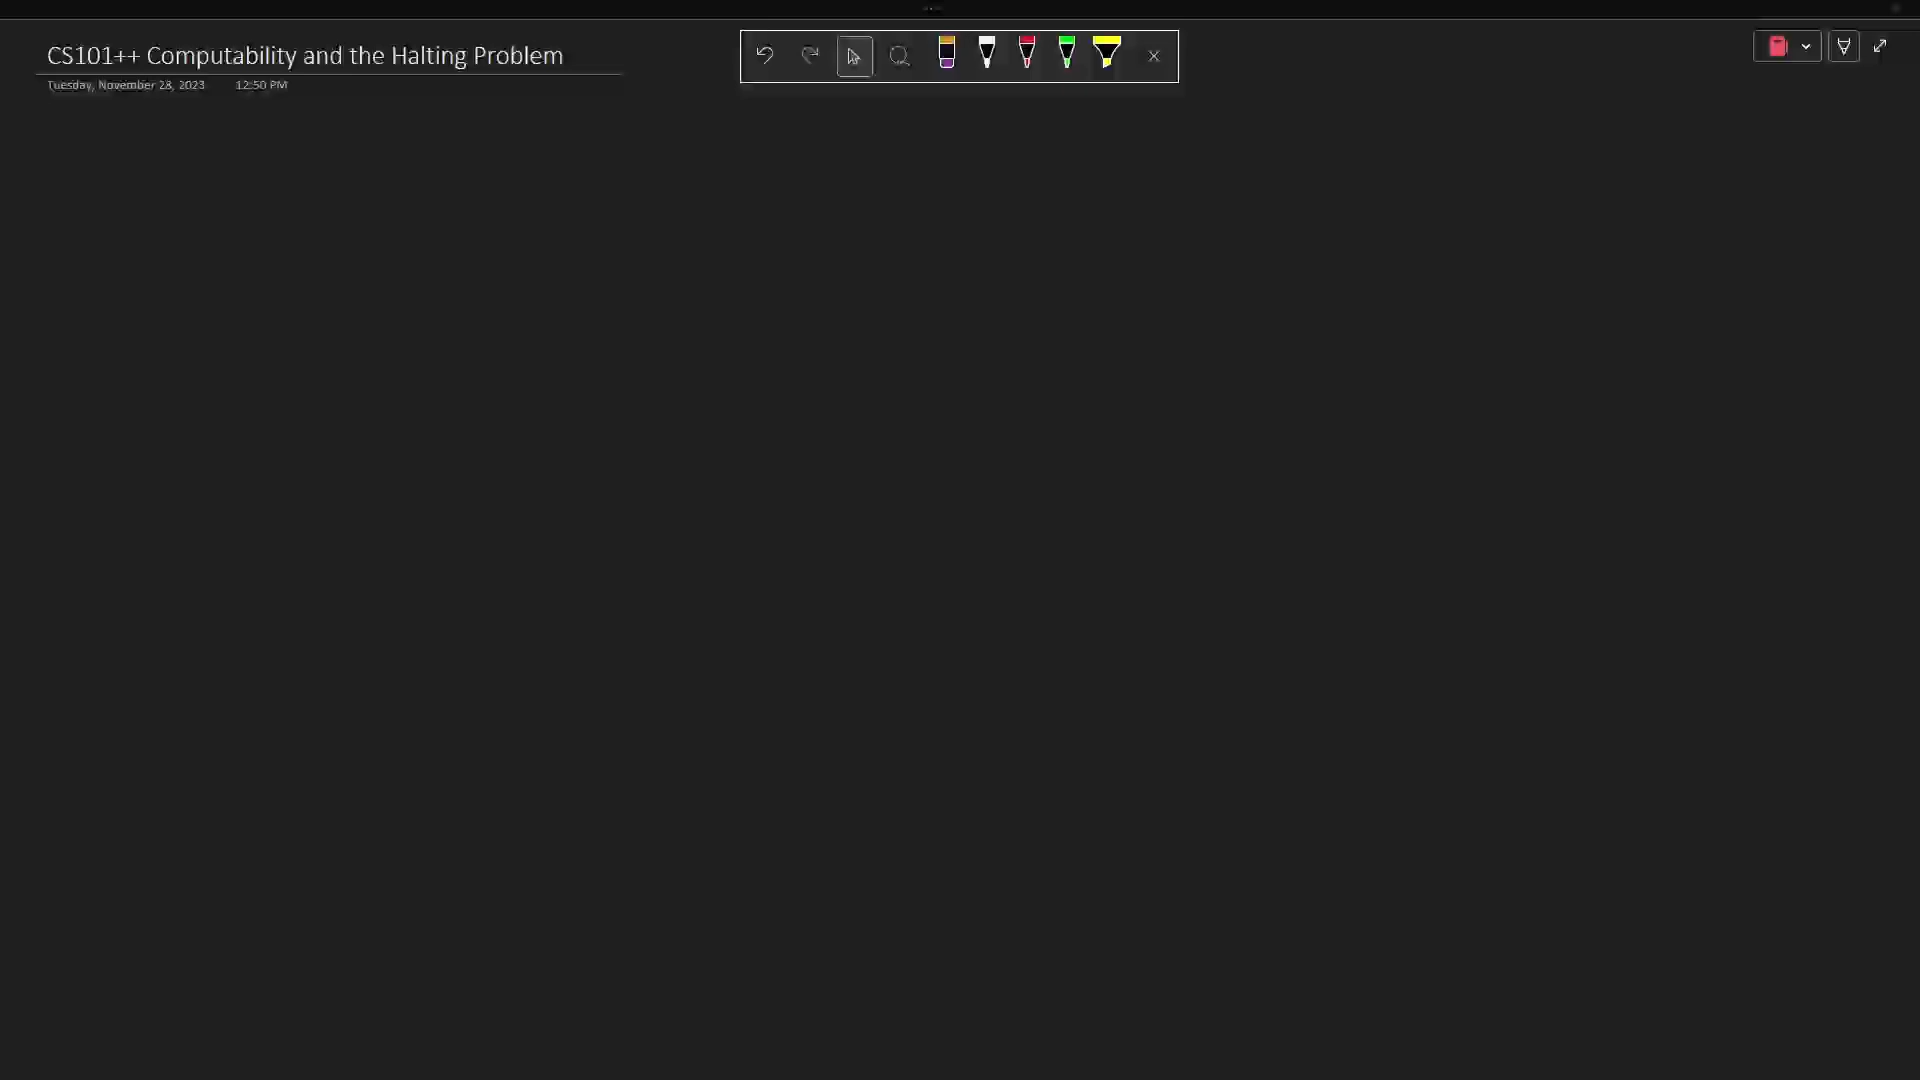 CS101++ Computability and the Halting Problem
Tuesday, November 28, 2023 12:50 PM